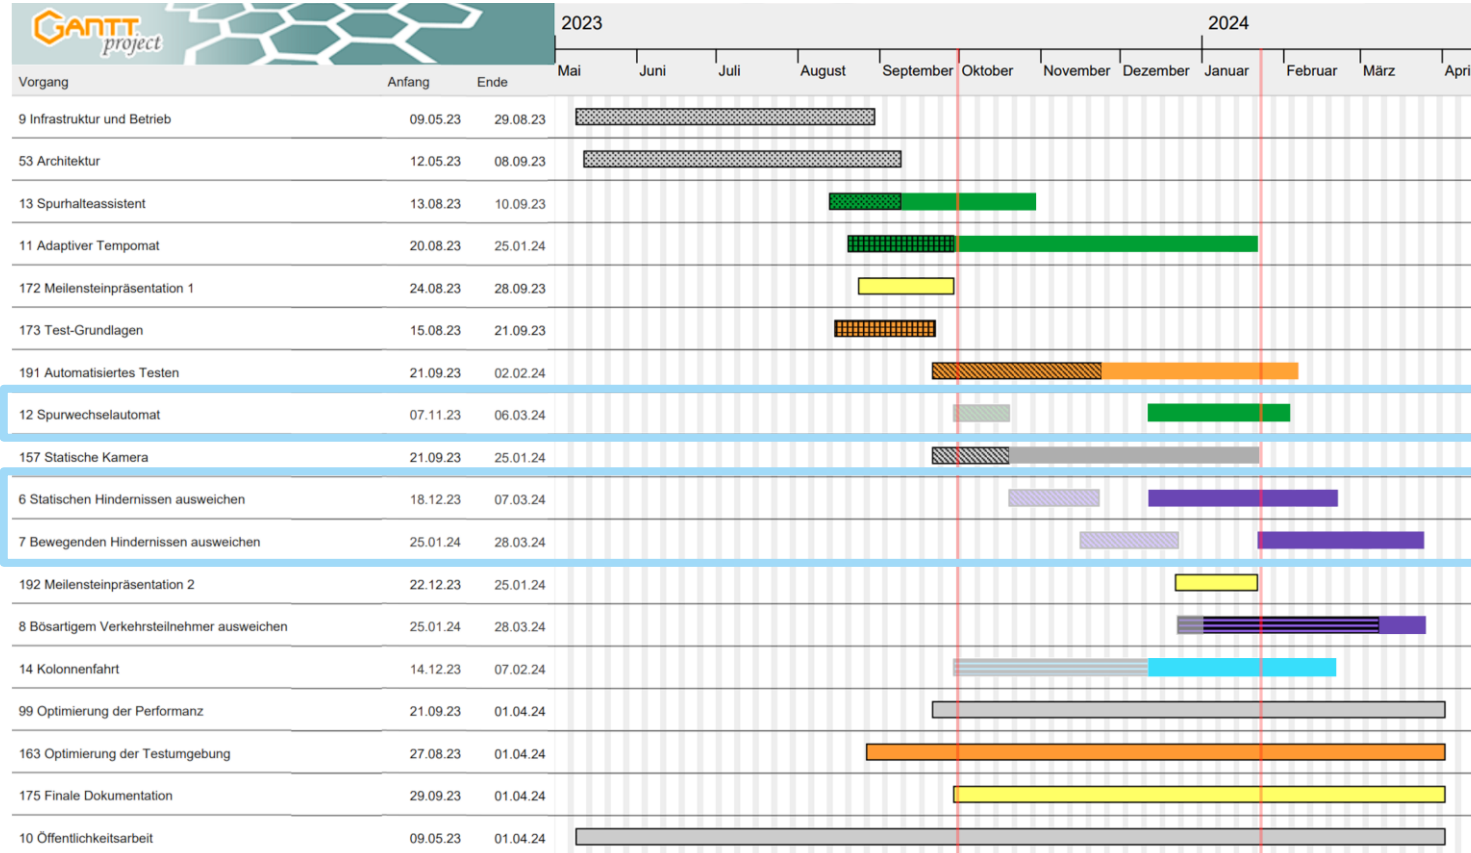 GANTT
project
2023 2024
Mai Juni Juli August September Oktober November Dezember Januar Februar März April
Vorgang Anfang Ende
9 Infrastruktur und Betrieb 09.05.23 29.08.23
53 Architektur 12.05.23 08.09.23
13 Spurhalteassistent 13.08.23 10.09.23
11 Adaptiver Tempomat 20.08.23 25.01.24
172 Meilensteinpräsentation 1 24.08.23 28.09.23
173 Test-Grundlagen 15.08.23 21.09.23
191 Automatisiertes Testen 21.09.23 02.02.24
12 Spurwechselautomat 07.11.23 06.03.24
157 Statische Kamera 21.09.23 25.01.24
6 Statischen Hindernissen ausweichen 18.12.23 07.03.24
7 Bewegenden Hindernissen ausweichen 25.01.24 28.03.24
192 Meilensteinpräsentation 2 22.12.23 25.01.24
8 Bösartigem Verkehrsteilnehmer ausweichen 25.01.24 28.03.24
14 Kolonnenfahrt 14.12.23 07.02.24
99 Optimierung der Performanz 21.09.23 01.04.24
163 Optimierung der Testumgebung 27.08.23 01.04.24
175 Finale Dokumentation 29.09.23 01.04.24
10 Öffentlichkeitsarbeit 09.05.23 01.04.24